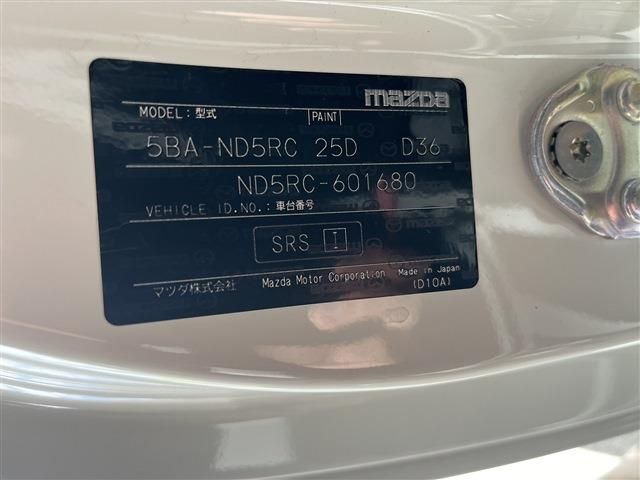 mazda
MODEL: 型式 PAINT
5BA-ND5RC 25D D36
ND5RC-601680
VEHICLE ID.NO.: 車台番号
SRS I
マツダ株式会社 Mazda Motor Corporation Made in Japan
(D10A)